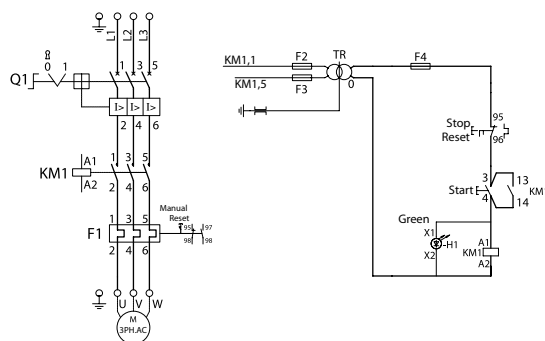 L1 L2 L3
0 1
Q1
1 3 5
I> I> I>
2 4 6
KM1
A1
A2
1 3 5
2 4 6
Manual
Reset
F1
1 3 5
95 97
98 98
2 4 6
U V W
M
3PH.AC
KM1,1
F2
TR
F4
KM1,5
F3
0
Stop
Reset
95
96
Start
3
4
13
14
KM
Green
X1
X2
-H1
KM1
A1
A2